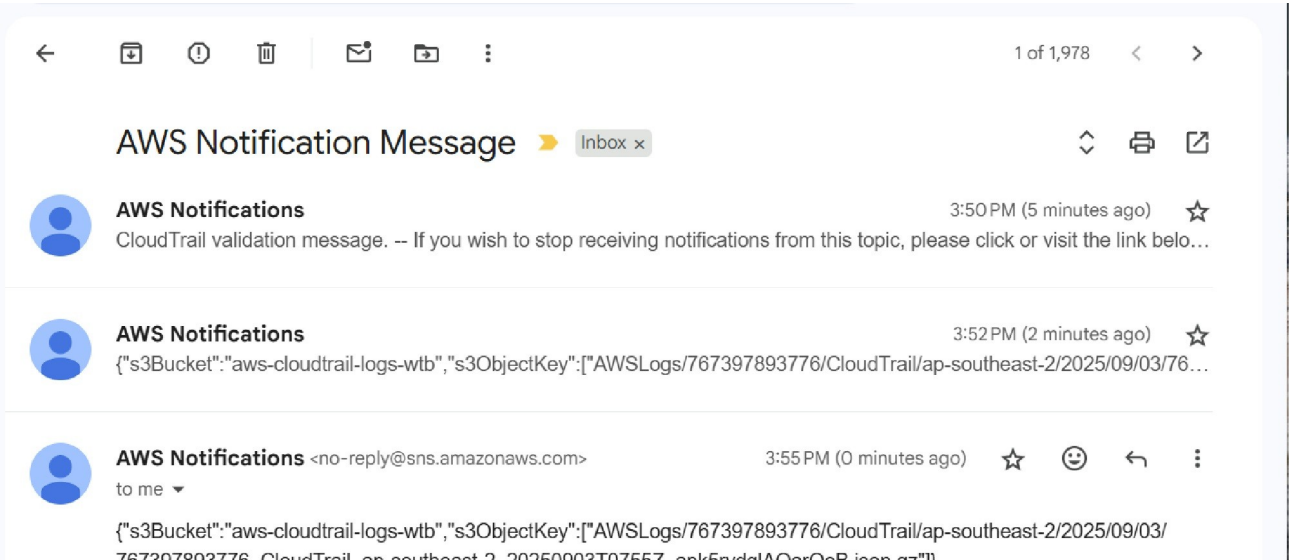 1 of 1,978
AWS Notification Message Inbox ×
AWS Notifications 3:50 PM (5 minutes ago)
CloudTrail validation message. -- If you wish to stop receiving notifications from this topic, please click or visit the link belo…
AWS Notifications 3:52 PM (2 minutes ago)
{"s3Bucket":"aws-cloudtrail-logs-wtb","s3ObjectKey":["AWSLogs/767397893776/CloudTrail/ap-southeast-2/2025/09/03/76…
AWS Notifications <no-reply@sns.amazonaws.com> 3:55 PM (0 minutes ago)
to me
{"s3Bucket":"aws-cloudtrail-logs-wtb","s3ObjectKey":["AWSLogs/767397893776/CloudTrail/ap-southeast-2/2025/09/03/